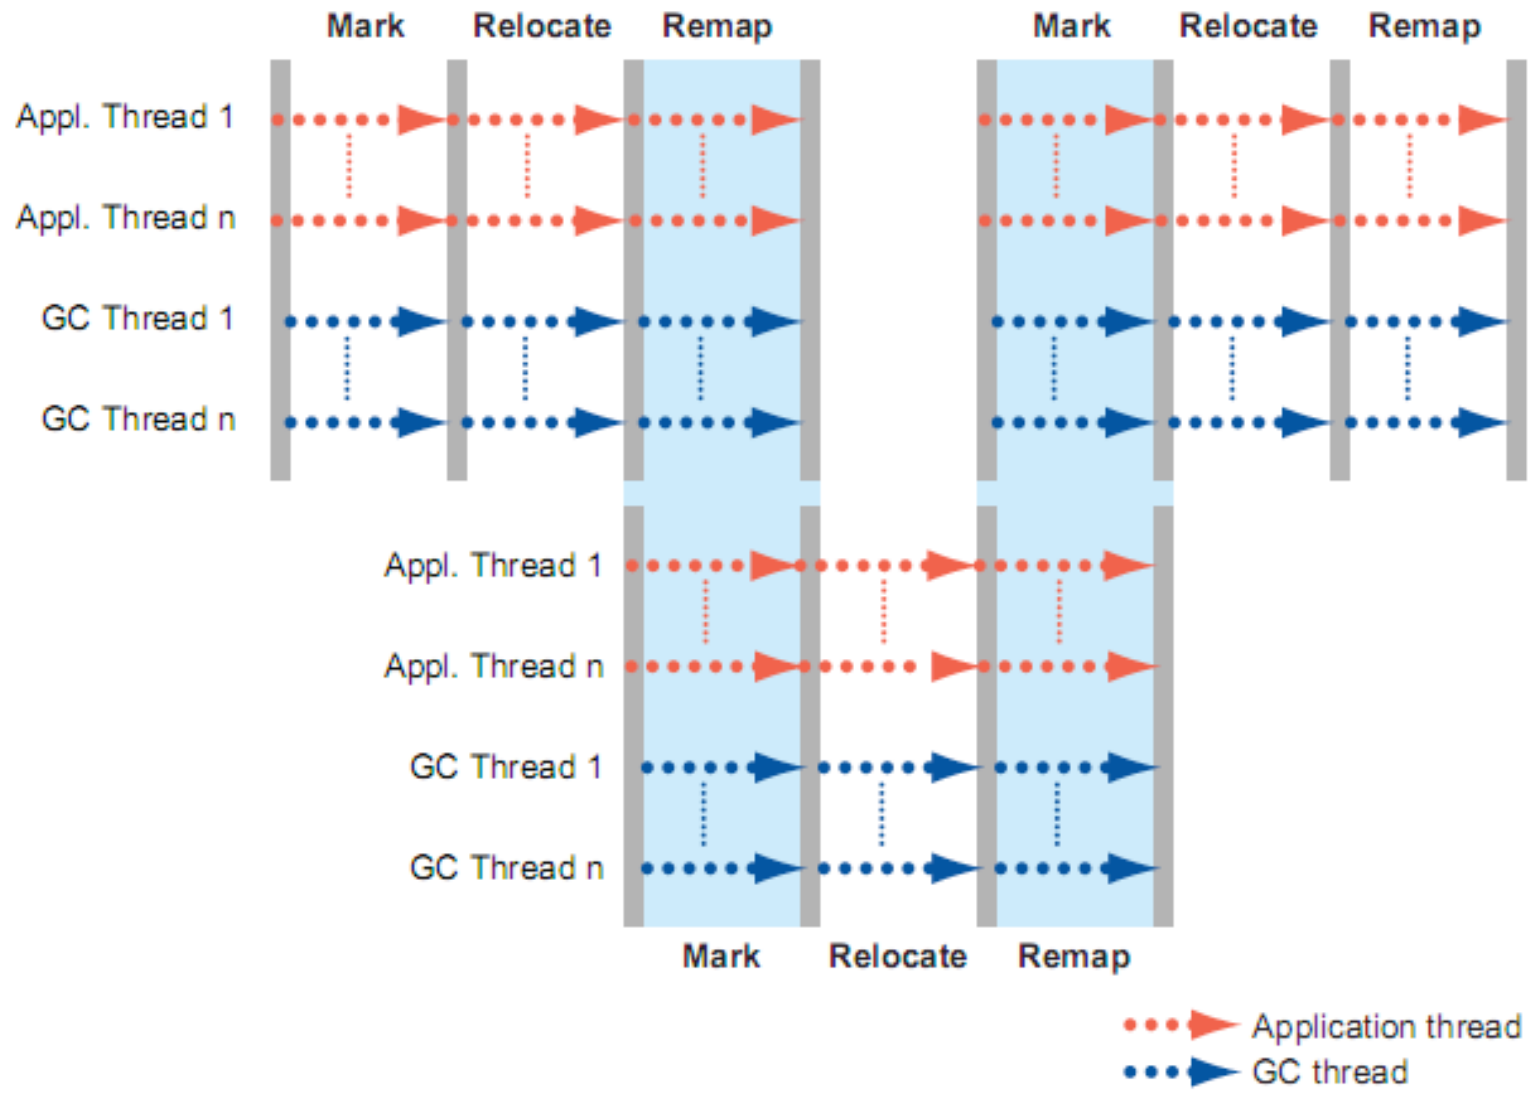 Mark Relocate Remap Mark Relocate Remap
Appl. Thread 1
Appl. Thread n
GC Thread 1
GC Thread n
Appl. Thread 1
Appl. Thread n
GC Thread 1
GC Thread n
Mark Relocate Remap
Application thread
GC thread